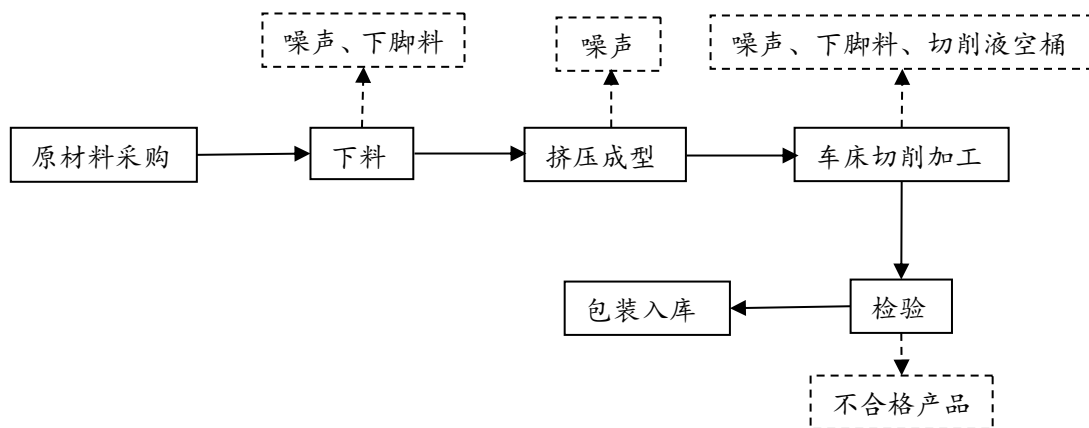 噪声、下脚料
噪声
噪声、下脚料、切削液空桶
原材料采购
下料
挤压成型
车床切削加工
包装入库
检验
不合格产品